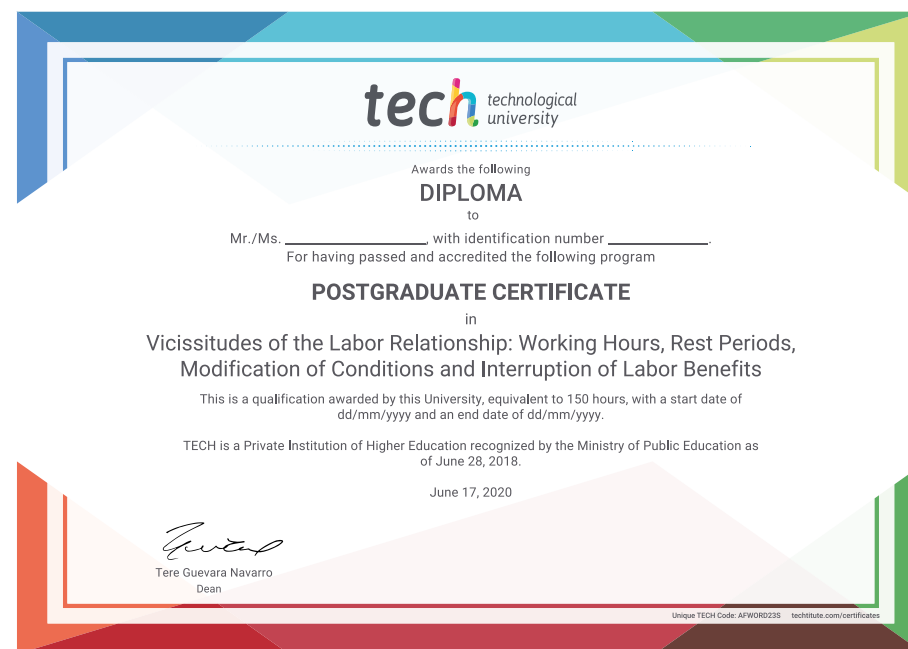 tech technological
university
Awards the following
DIPLOMA
to
Mr./Ms. ____________________, with identification number ______________.
For having passed and accredited the following program
POSTGRADUATE CERTIFICATE
in
Vicissitudes of the Labor Relationship: Working Hours, Rest Periods,
Modification of Conditions and Interruption of Labor Benefits
This is a qualification awarded by this University, equivalent to 150 hours, with a start date of
dd/mm/yyyy and an end date of dd/mm/yyyy.
TECH is a Private Institution of Higher Education recognized by the Ministry of Public Education as
of June 28, 2018.
June 17, 2020
Tere Guevara Navarro
Dean
Unique TECH Code: AFWORD23S techtitute.com/certificates